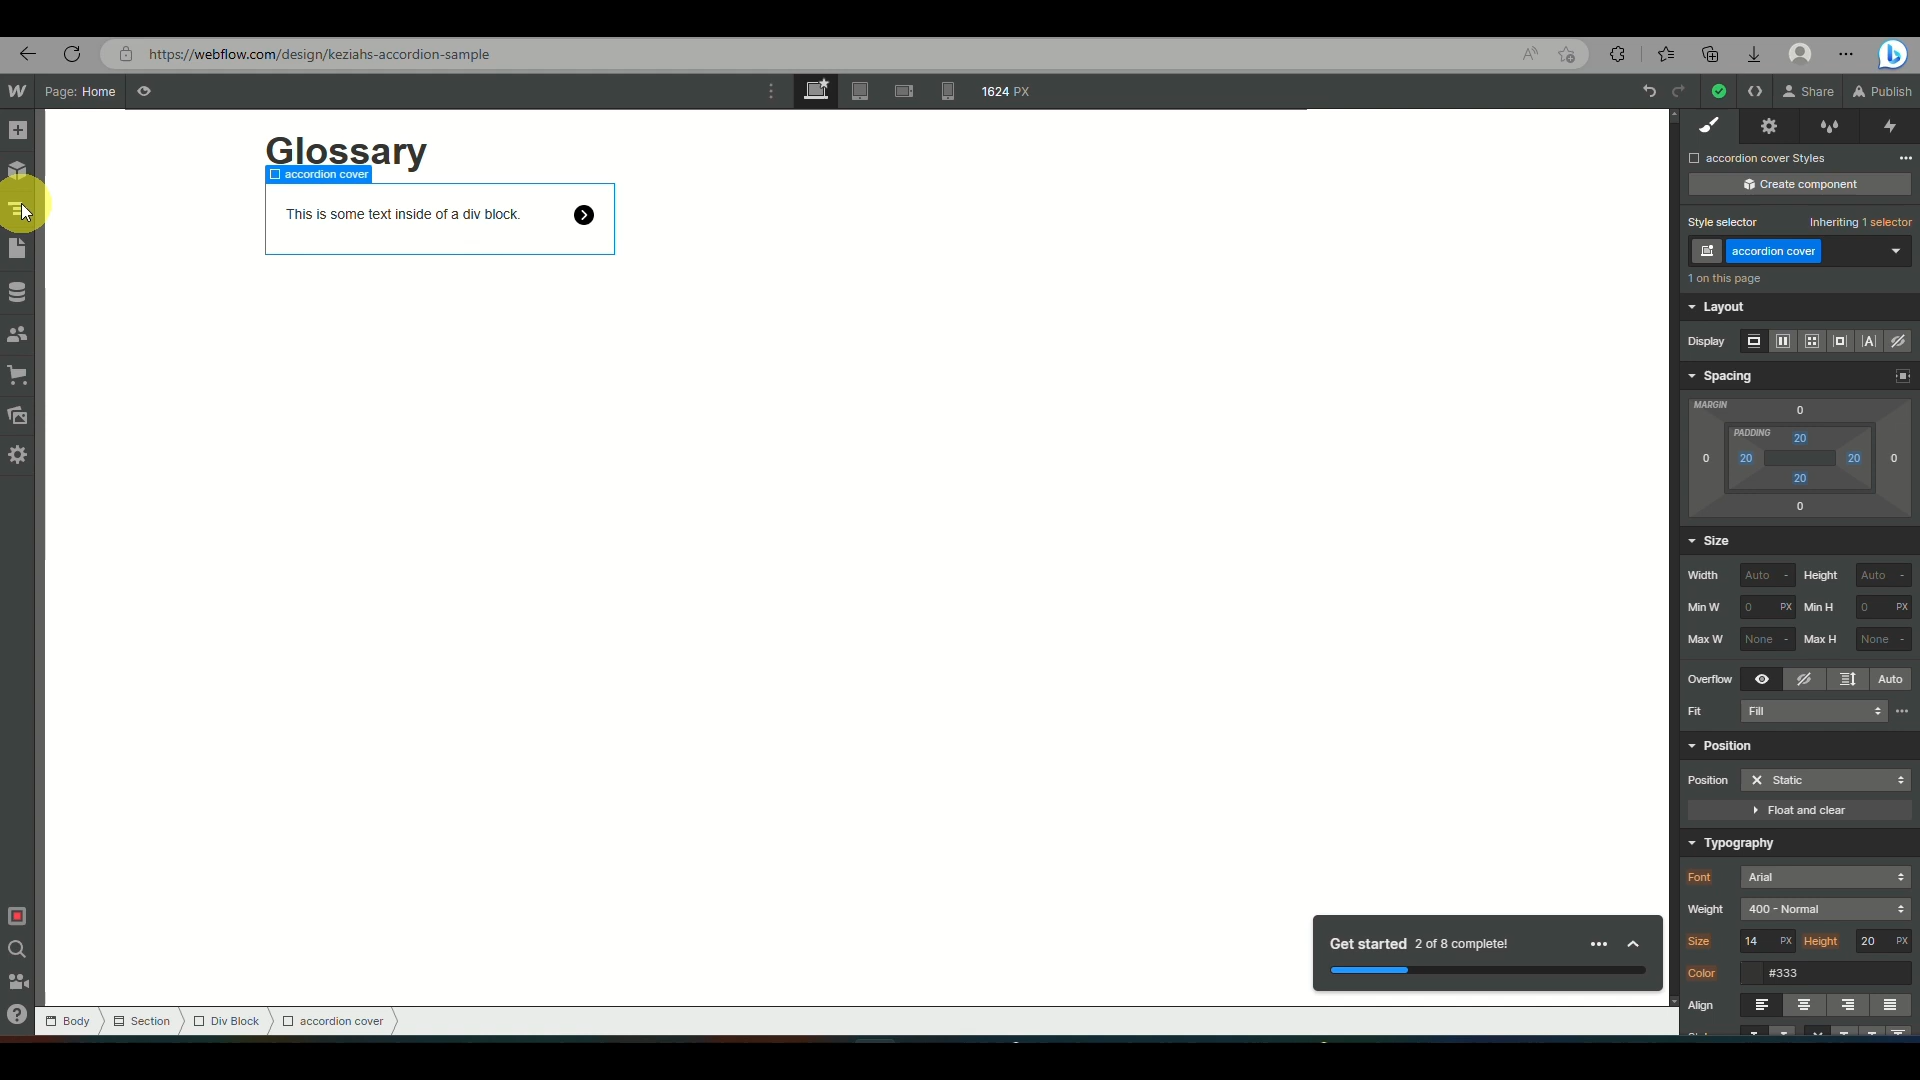 https://webflow.com/design/keziahs-accordion-sample
Page: Home
1624 PX
Share
Publish
Glossary
accordion cover
This is some text inside of a div block.
accordion cover Styles
Create component
Style selector
Inheriting 1 selector
accordion cover
1 on this page
Layout
Display
Spacing
MARGIN
0
PADDING
20
0 20 20 0
20
0
Size
Width Auto - Height Auto -
Min W 0 PX Min H 0 PX
Max W None - Max H None -
Overflow Auto
Fit Fill
Position
Position Static
Float and clear
Typography
Font Arial
Weight 400 - Normal
Size 14 PX Height 20 PX
Color #333
Align
Get started 2 of 8 complete!
Body Section Div Block accordion cover